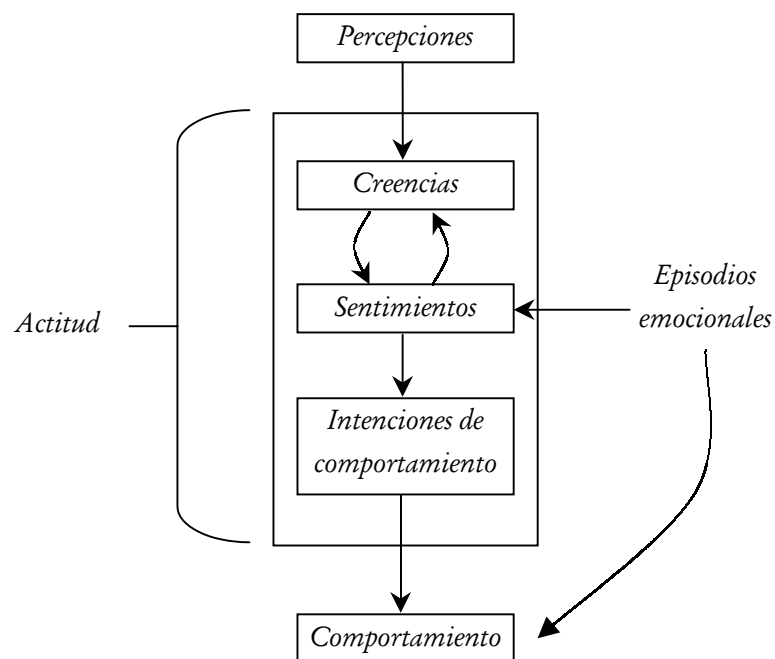 Percepciones
Creencias
Sentimientos
Episodios
emocionales
Actitud
Intenciones de
comportamiento
Comportamiento